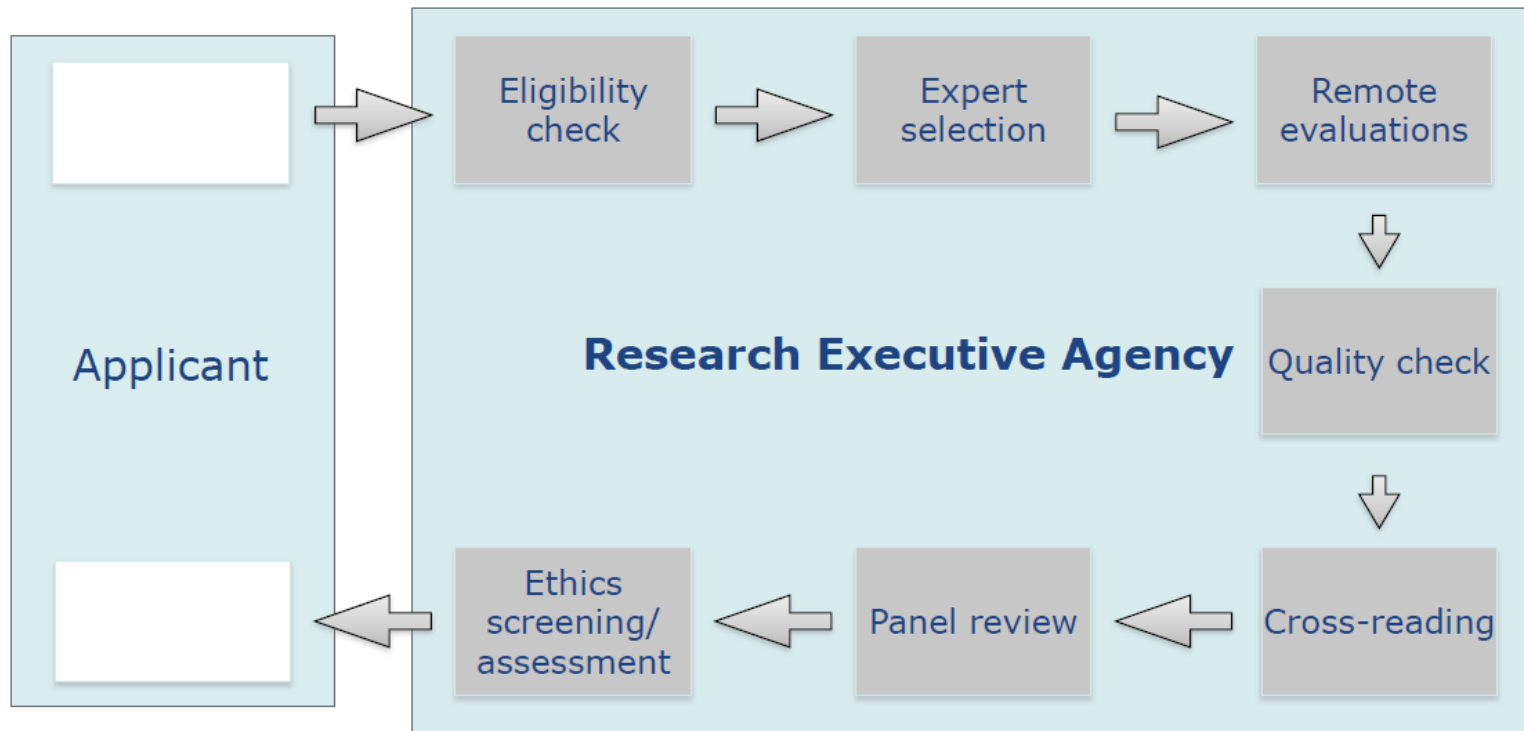 Eligibility
check
Expert
selection
Remote
evaluations
Applicant
Research Executive Agency
Quality check
Ethics
screening/
assessment
Panel review
Cross-reading